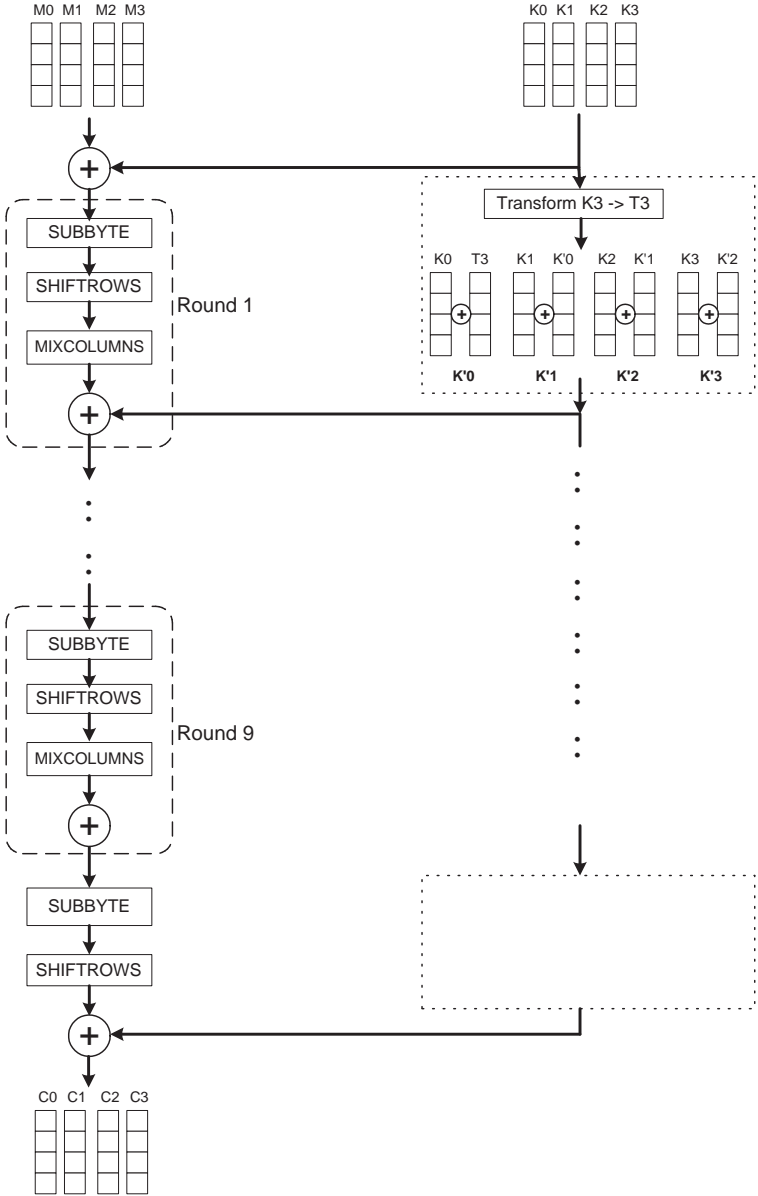 M0 M1 M2 M3
K0 K1 K2 K3
+
Transform K3 -> T3
SUBBYTE
K0 T3 K1 K'0 K2 K'1 K3 K'2
SHIFTROWS
Round 1
+ + + +
MIXCOLUMNS
K'0 K'1 K'2 K'3
+
SUBBYTE
SHIFTROWS
Round 9
MIXCOLUMNS
+
SUBBYTE
SHIFTROWS
+
C0 C1 C2 C3